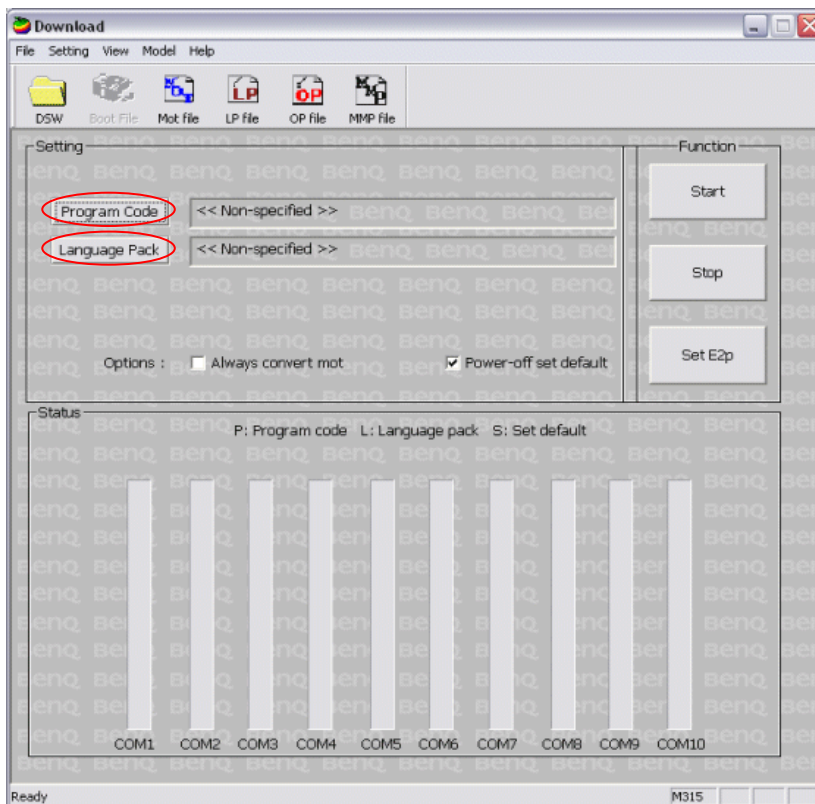 Download
File Setting View Model Help
DSW Boot File Mot file LP file OP file MMP file
Setting
Function
Program Code << Non-specified >>
Start
Language Pack << Non-specified >>
Stop
Options : Always convert mot Power-off set default
Set E2p
Status
P: Program code L: Language pack S: Set default
COM1 COM2 COM3 COM4 COM5 COM6 COM7 COM8 COM9 COM10
Ready M315